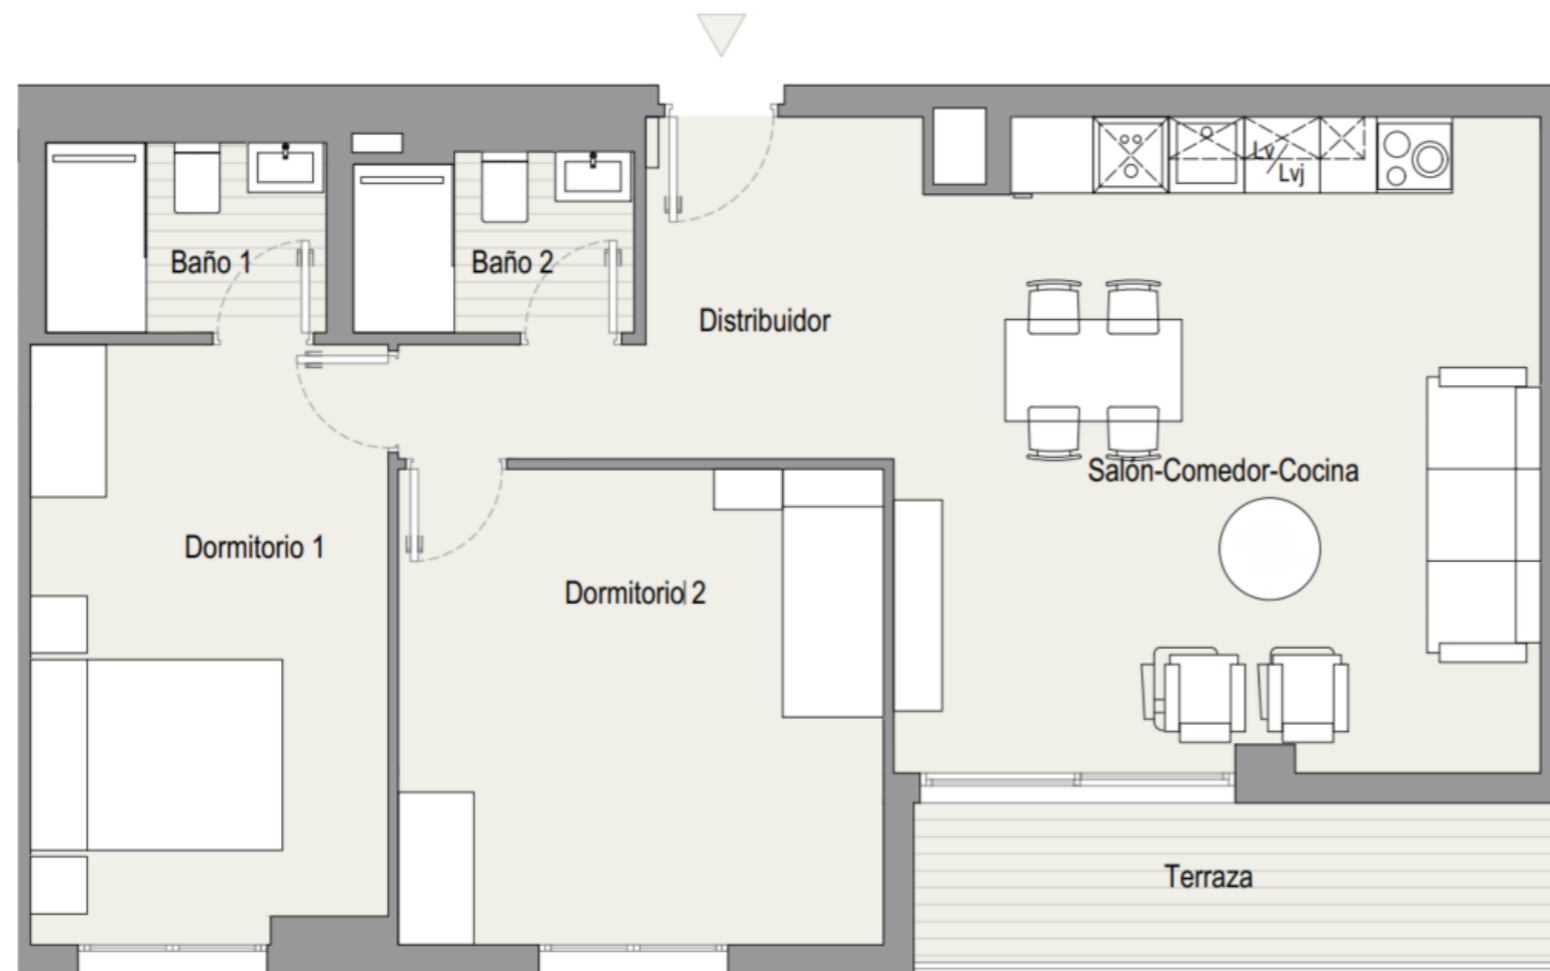 Lv/
Lvj
Baño 1
Baño 2
Distribuidor
Salón-Comedor-Cocina
Dormitorio 1
Dormitorio 2
Terraza